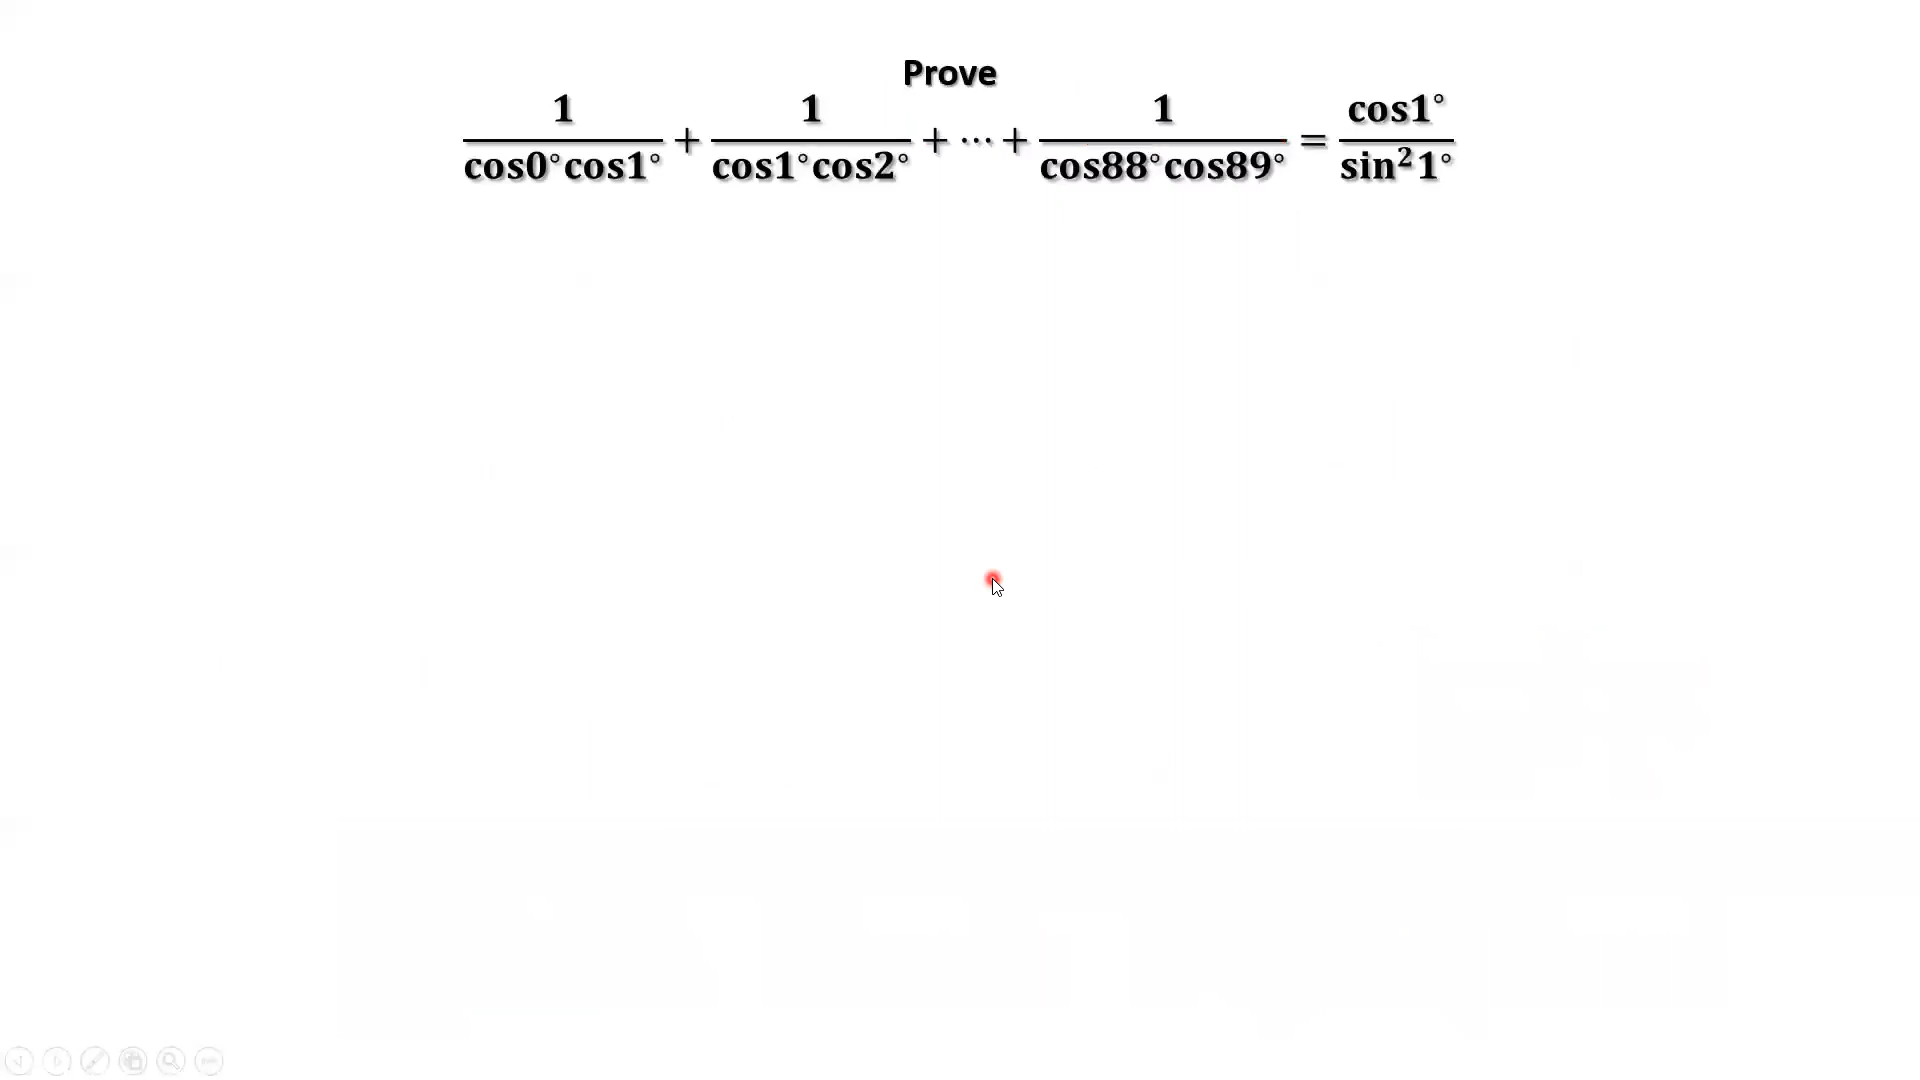 Prove
1/(cos0°cos1°) + 1/(cos1°cos2°) + ⋯ + 1/(cos88°cos89°) = cos1°/sin²1°